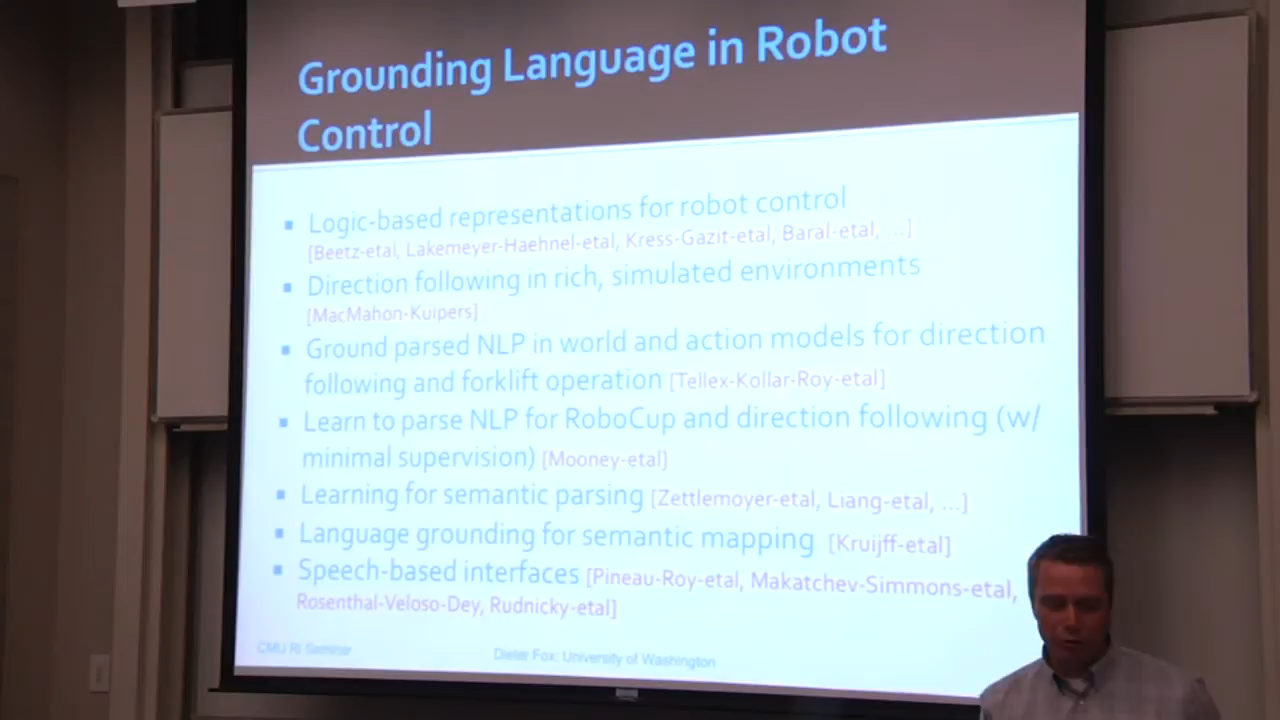 Grounding Language in Robot
Control
▪ Logic-based representations for robot control
[Beetz-etal, Lakemeyer-Haehnel-etal, Kress-Gazit-etal, Baral-etal, ...]
▪ Direction following in rich, simulated environments
[MacMahon-Kuipers]
▪ Ground parsed NLP in world and action models for direction
following and forklift operation [Tellex-Kollar-Roy-etal]
▪ Learn to parse NLP for RoboCup and direction following (w/
minimal supervision) [Mooney-etal]
▪ Learning for semantic parsing [Zettlemoyer-etal, Liang-etal, ...]
▪ Language grounding for semantic mapping [Kruijff-etal]
▪ Speech-based interfaces [Pineau-Roy-etal, Makatchev-Simmons-etal,
Rosenthal-Veloso-Dey, Rudnicky-etal]
CMU RI Seminar
Dieter Fox: University of Washington